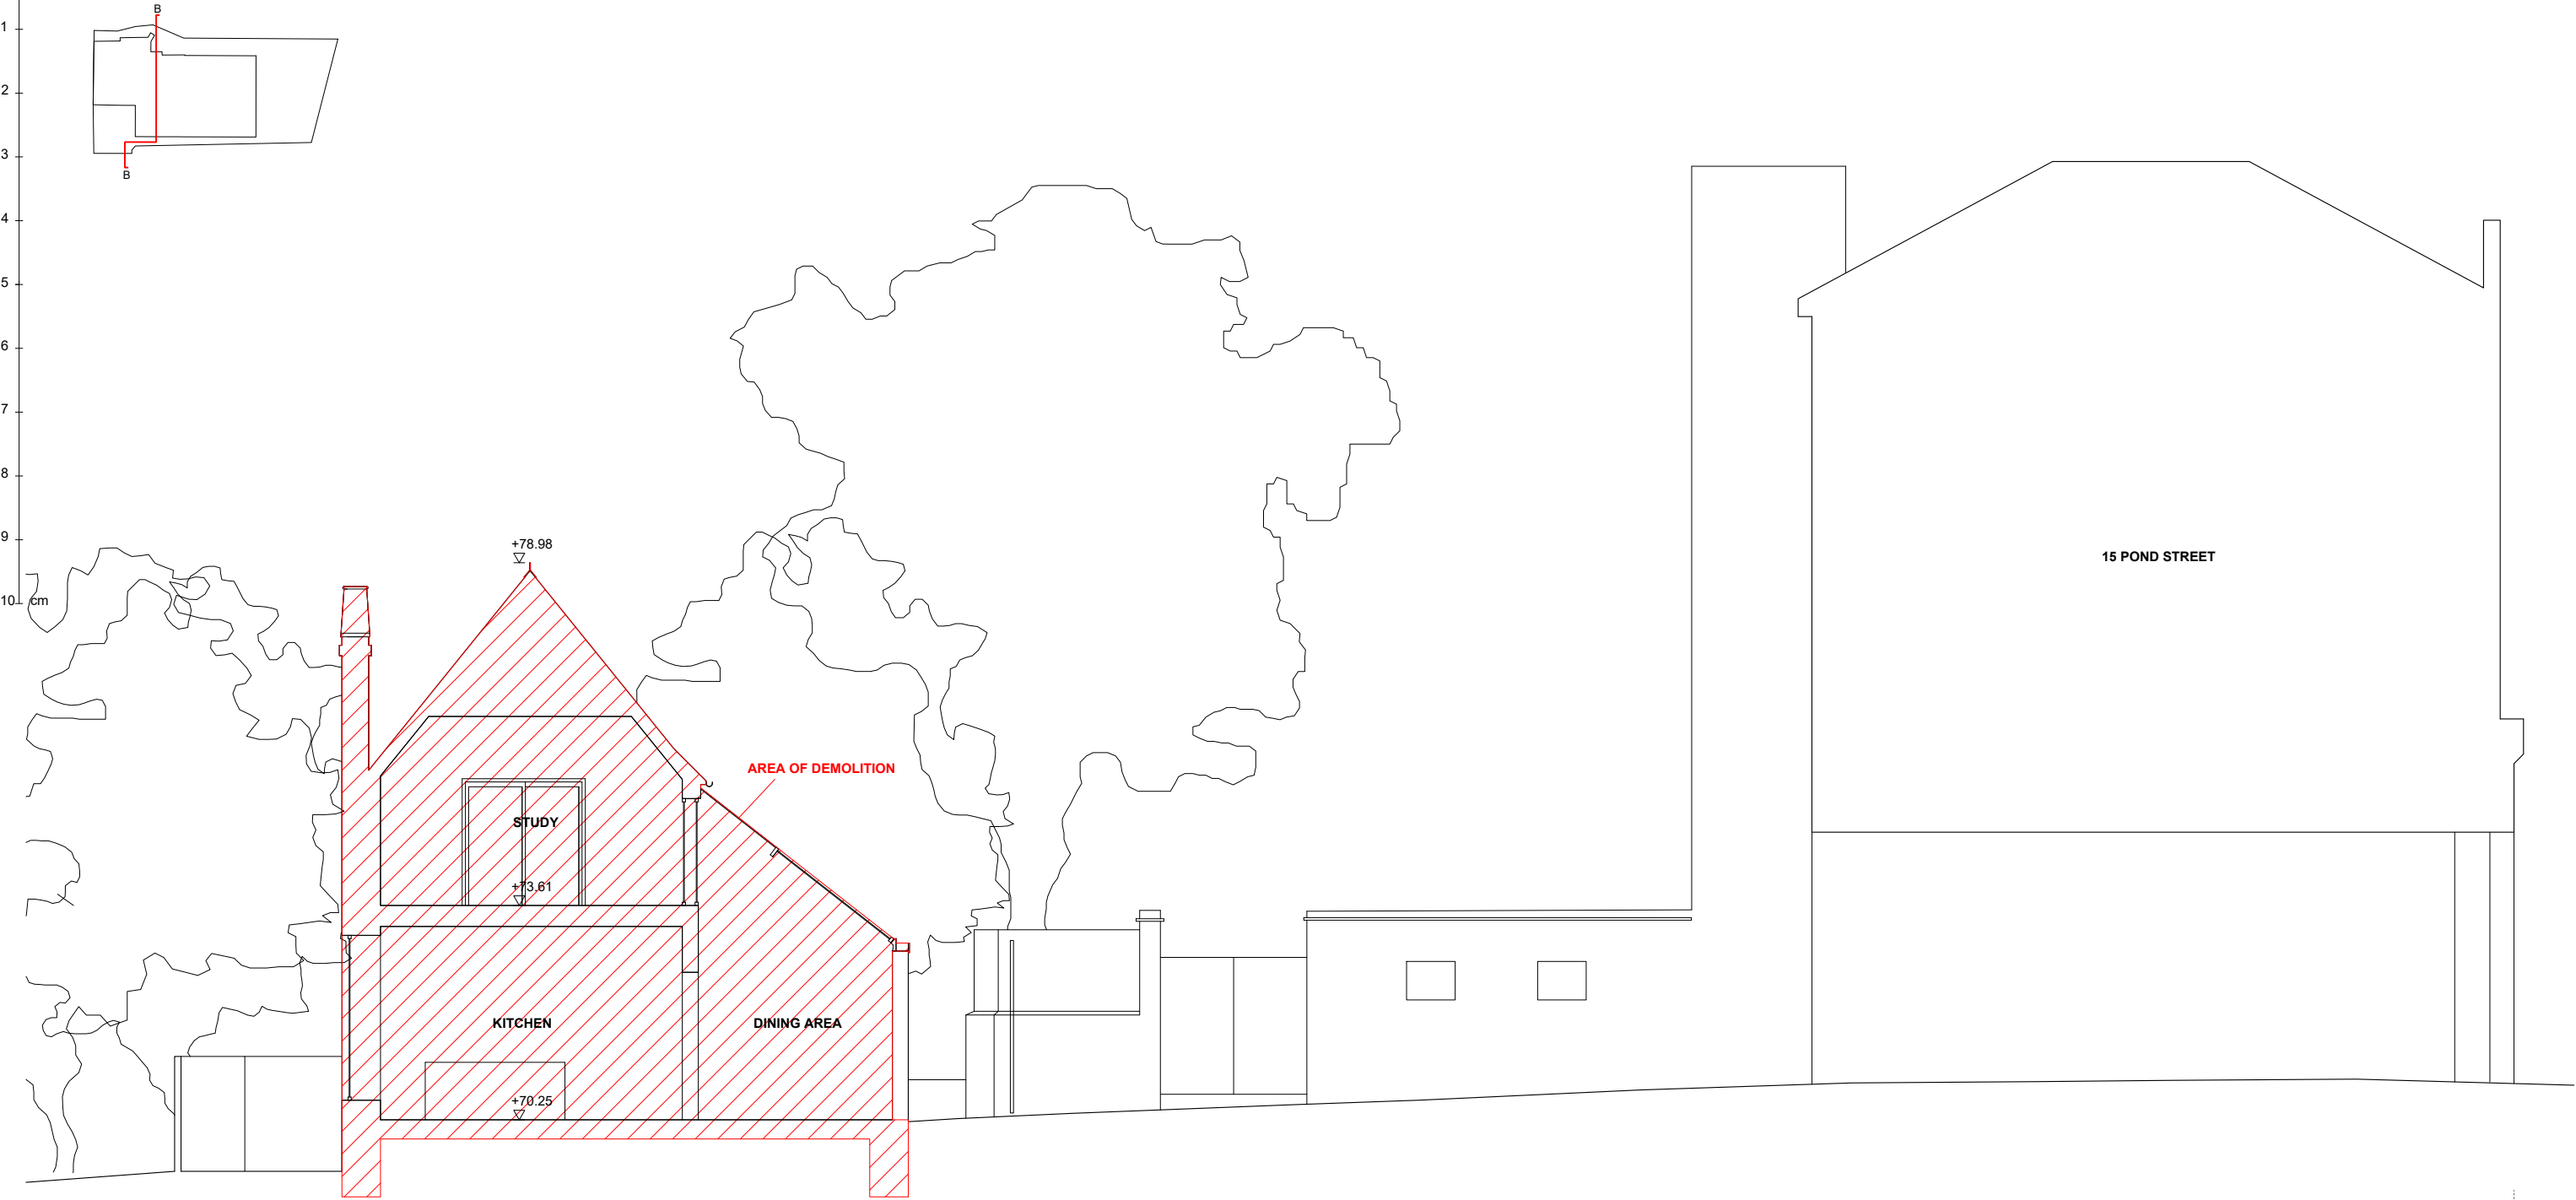 B
1
2
3
B
4
5
6
7
8
9
10 cm
+78.98
15 POND STREET
AREA OF DEMOLITION
STUDY
+73.61
KITCHEN
DINING AREA
+70.25